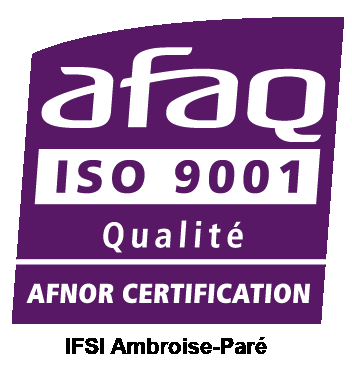 afaq
ISO 9001
Qualité
AFNOR CERTIFICATION
IFSI Ambroise-Paré